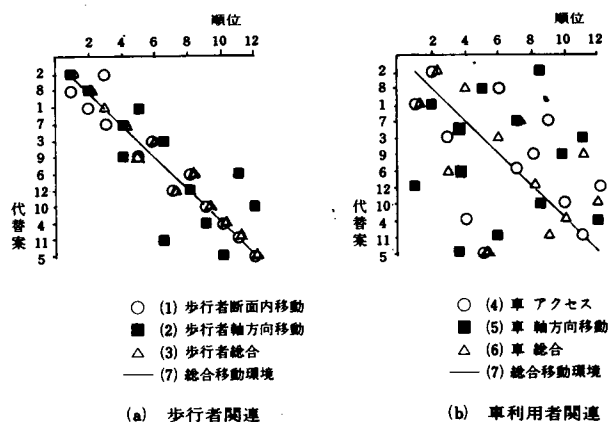 順位
2 4 6 8 10 12
2
8
1
7
3
9
6
12
10
4
11
5
代替案
○ (1) 歩行者断面内移動
■ (2) 歩行者軸方向移動
△ (3) 歩行者総合
— (7) 総合移動環境
(a) 歩行者関連
順位
2 4 6 8 10 12
2
8
1
7
3
9
6
12
10
4
11
5
代替案
○ (4) 車 アクセス
■ (5) 車 軸方向移動
△ (6) 車 総合
— (7) 総合移動環境
(b) 車利用者関連